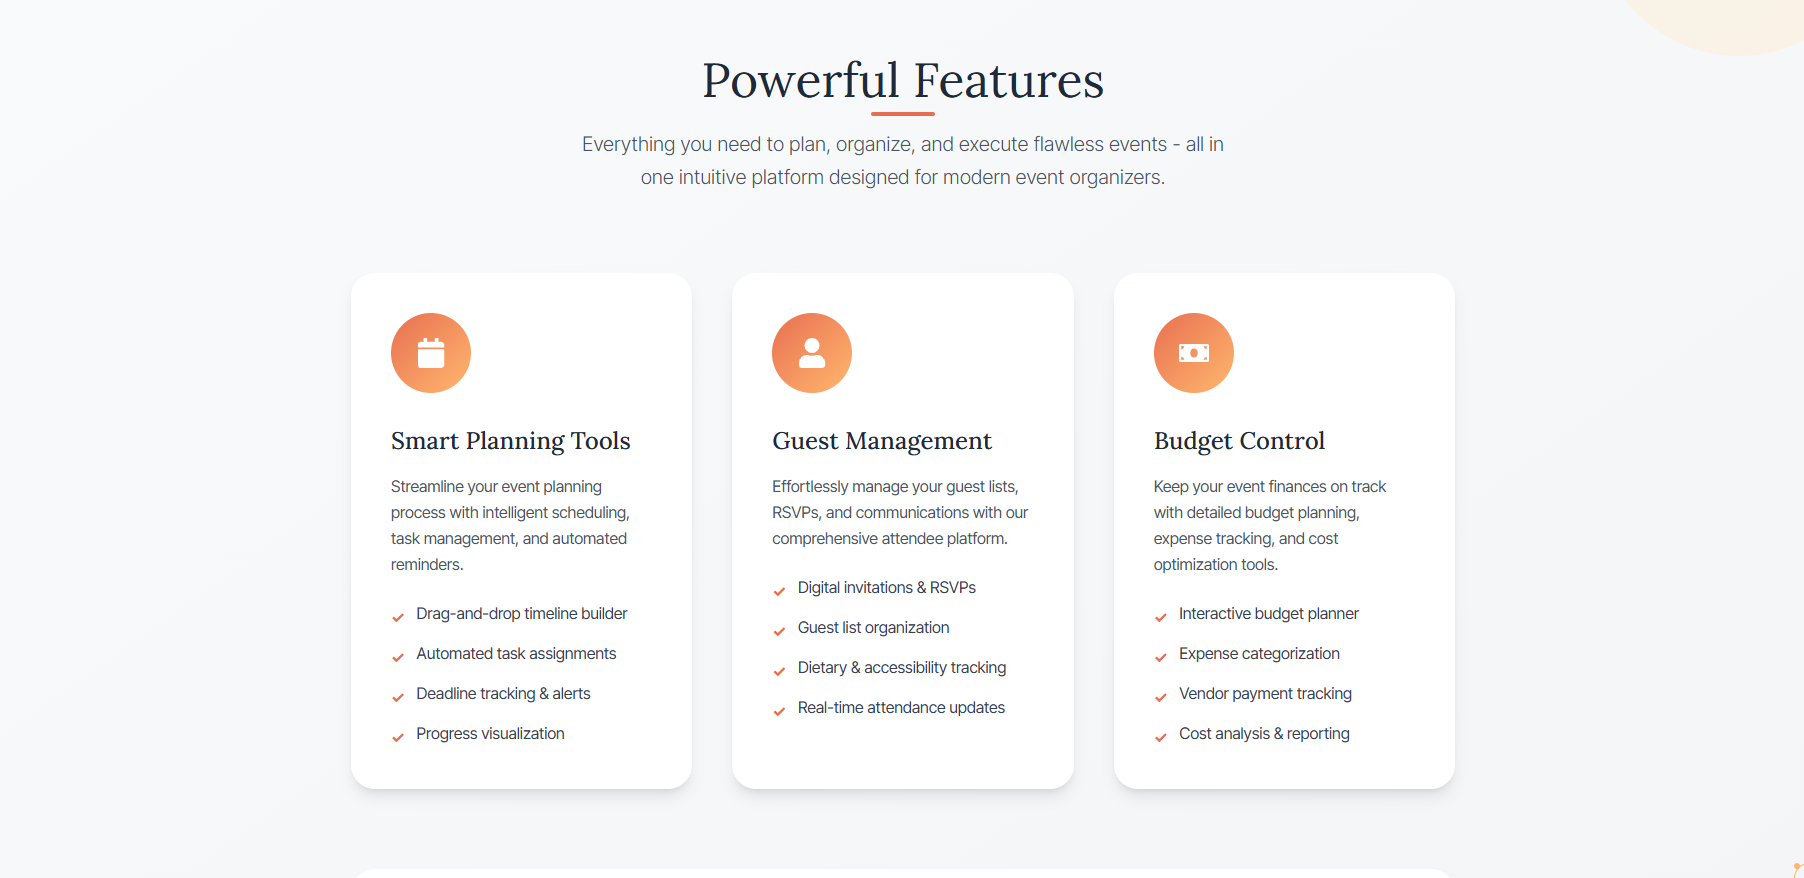 Powerful Features
Everything you need to plan, organize, and execute flawless events - all in
one intuitive platform designed for modern event organizers.
Smart Planning Tools
Streamline your event planning
process with intelligent scheduling,
task management, and automated
reminders.
Drag-and-drop timeline builder
Automated task assignments
Deadline tracking & alerts
Progress visualization
Guest Management
Effortlessly manage your guest lists,
RSVPs, and communications with our
comprehensive attendee platform.
Digital invitations & RSVPs
Guest list organization
Dietary & accessibility tracking
Real-time attendance updates
Budget Control
Keep your event finances on track
with detailed budget planning,
expense tracking, and cost
optimization tools.
Interactive budget planner
Expense categorization
Vendor payment tracking
Cost analysis & reporting